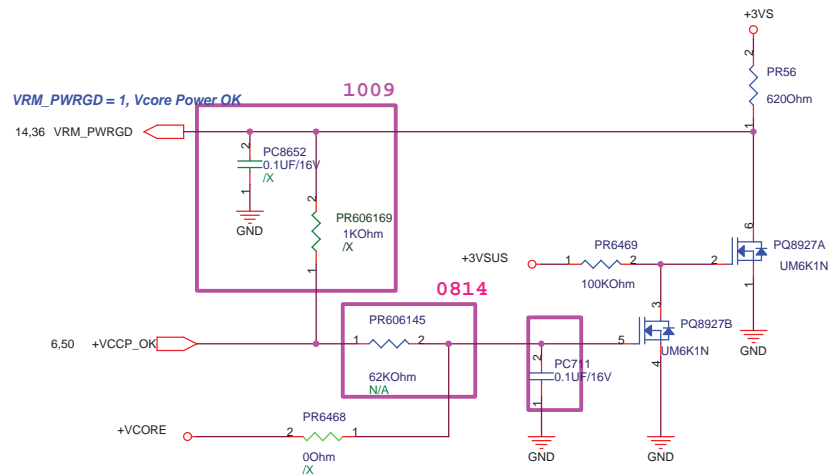 +3VS
2
PR56
620Ohm
1
1009
VRM_PWRGD = 1, Vcore Power OK
14,36 VRM_PWRGD
2
PC8652
0.1UF/16V
/X
1
GND
2
PR606169
1KOhm
/X
1
6
PQ8927A
UM6K1N
2
1
GND
+3VSUS
1
PR6469
2
100KOhm
3
PQ8927B
UM6K1N
5
4
GND
0814
6,50 +VCCP_OK
PR606145
1
2
62KOhm
N/A
2
PC711
0.1UF/16V
1
GND
+VCORE
PR6468
2
1
0Ohm
/X